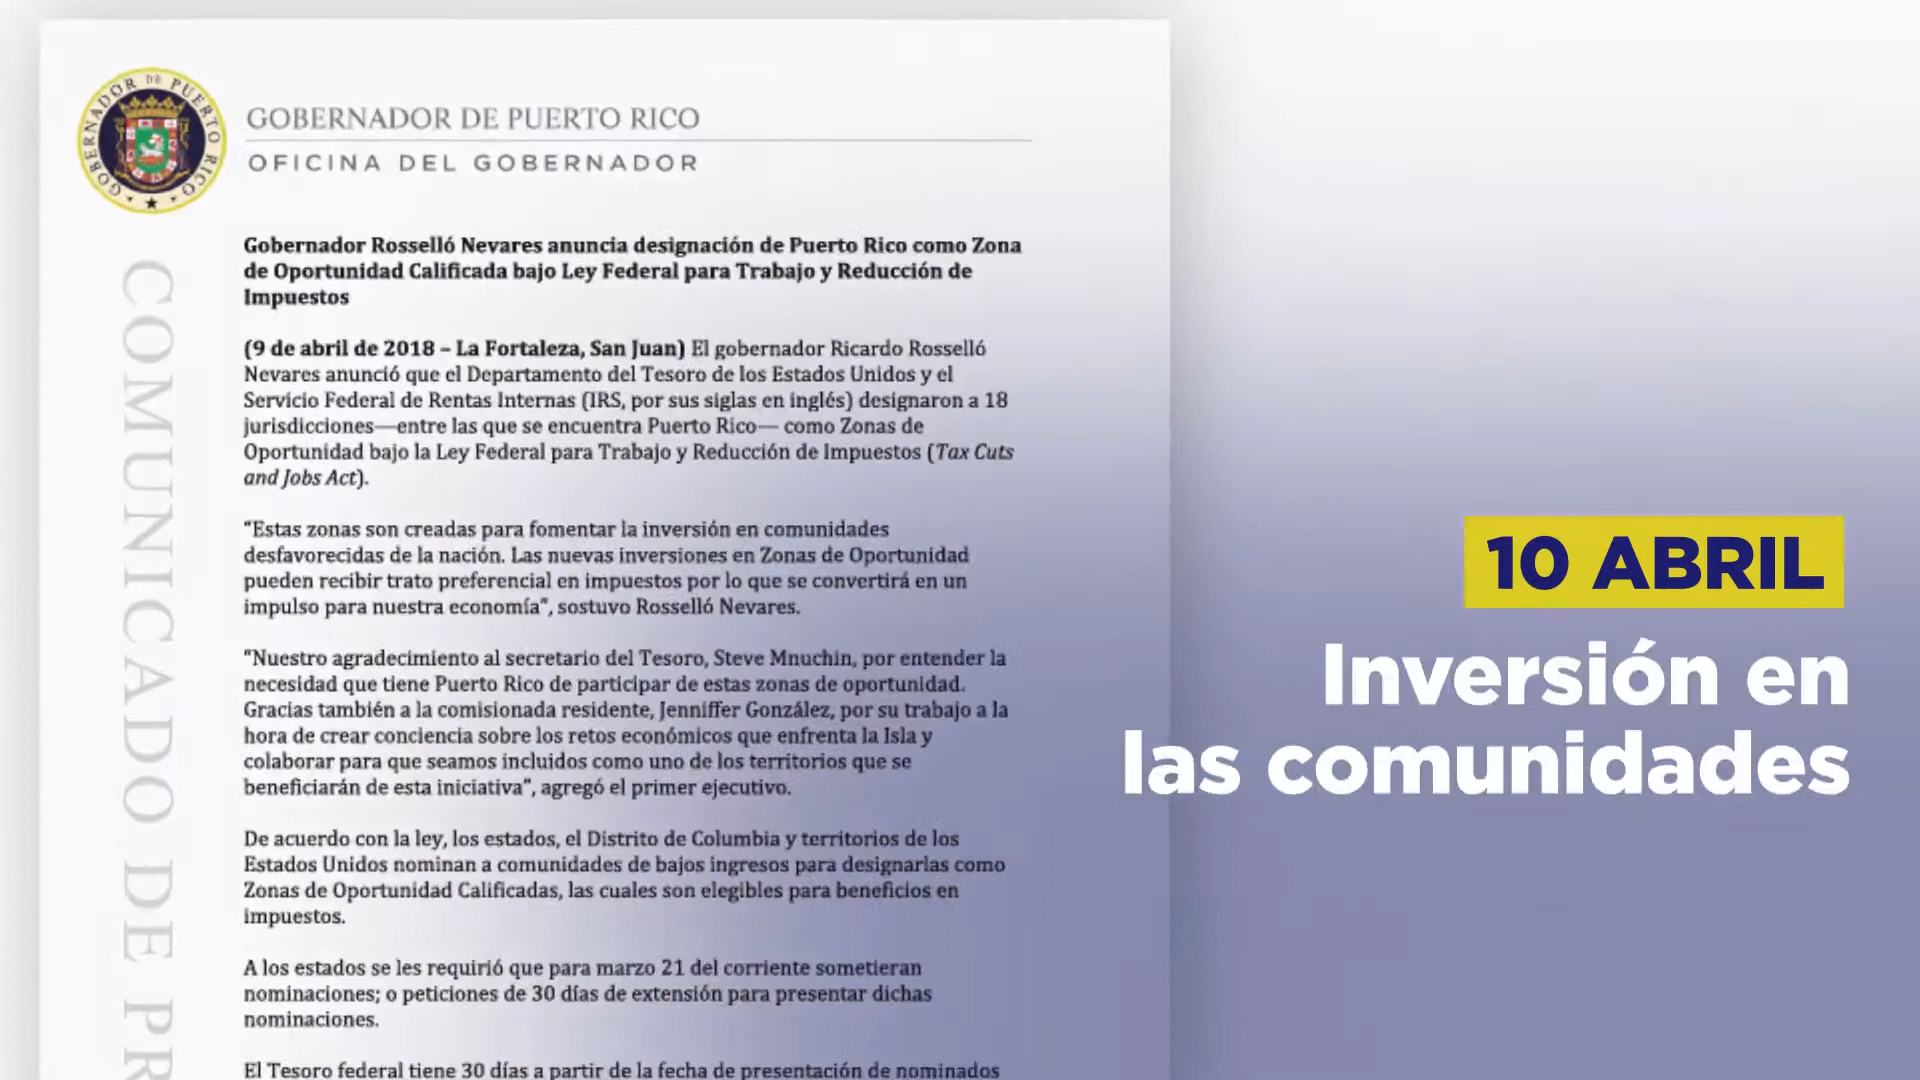 GOBERNADOR DE PUERTO RICO
GOBERNADOR DE PUERTO RICO
OFICINA DEL GOBERNADOR
COMUNICADO DE PR
Gobernador Rosselló Nevares anuncia designación de Puerto Rico como Zona
de Oportunidad Calificada bajo Ley Federal para Trabajo y Reducción de
Impuestos
(9 de abril de 2018 – La Fortaleza, San Juan) El gobernador Ricardo Rosselló
Nevares anunció que el Departamento del Tesoro de los Estados Unidos y el
Servicio Federal de Rentas Internas (IRS, por sus siglas en inglés) designaron a 18
jurisdicciones—entre las que se encuentra Puerto Rico— como Zonas de
Oportunidad bajo la Ley Federal para Trabajo y Reducción de Impuestos (Tax Cuts
and Jobs Act).
“Estas zonas son creadas para fomentar la inversión en comunidades
desfavorecidas de la nación. Las nuevas inversiones en Zonas de Oportunidad
pueden recibir trato preferencial en impuestos por lo que se convertirá en un
impulso para nuestra economía”, sostuvo Rosselló Nevares.
“Nuestro agradecimiento al secretario del Tesoro, Steve Mnuchin, por entender la
necesidad que tiene Puerto Rico de participar de estas zonas de oportunidad.
Gracias también a la comisionada residente, Jenniffer González, por su trabajo a la
hora de crear conciencia sobre los retos económicos que enfrenta la Isla y
colaborar para que seamos incluidos como uno de los territorios que se
beneficiarán de esta iniciativa”, agregó el primer ejecutivo.
De acuerdo con la ley, los estados, el Distrito de Columbia y territorios de los
Estados Unidos nominan a comunidades de bajos ingresos para designarlas como
Zonas de Oportunidad Calificadas, las cuales son elegibles para beneficios en
impuestos.
A los estados se les requirió que para marzo 21 del corriente sometieran
nominaciones; o peticiones de 30 días de extensión para presentar dichas
nominaciones.
El Tesoro federal tiene 30 días a partir de la fecha de presentación de nominados
10 ABRIL
Inversión en
las comunidades